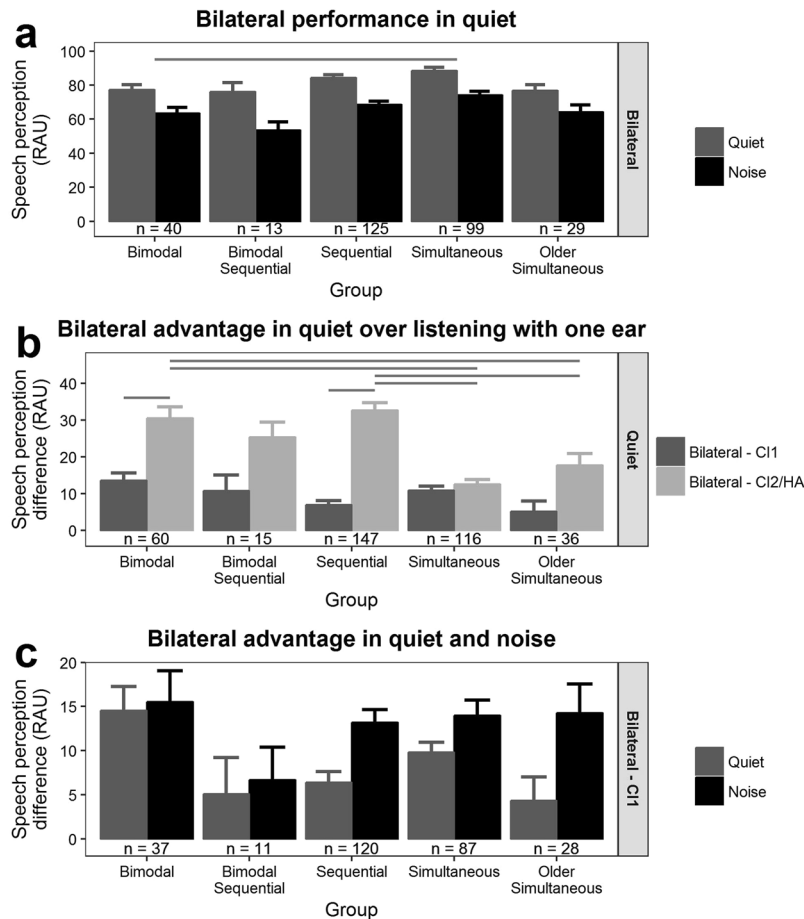 a
Bilateral performance in quiet
Speech perception
(RAU)
100
80
60
40
20
0
n = 40
n = 13
n = 125
n = 99
n = 29
Bimodal
Bimodal
Sequential
Sequential
Simultaneous
Older
Simultaneous
Group
Bilateral
Quiet
Noise
b
Bilateral advantage in quiet over listening with one ear
Speech perception
difference (RAU)
40
30
20
10
0
n = 60
n = 15
n = 147
n = 116
n = 36
Bimodal
Bimodal
Sequential
Sequential
Simultaneous
Older
Simultaneous
Group
Quiet
Bilateral - CI1
Bilateral - CI2/HA
c
Bilateral advantage in quiet and noise
Speech perception
difference (RAU)
20
15
10
5
0
n = 37
n = 11
n = 120
n = 87
n = 28
Bimodal
Bimodal
Sequential
Sequential
Simultaneous
Older
Simultaneous
Group
Bilateral - CI1
Quiet
Noise